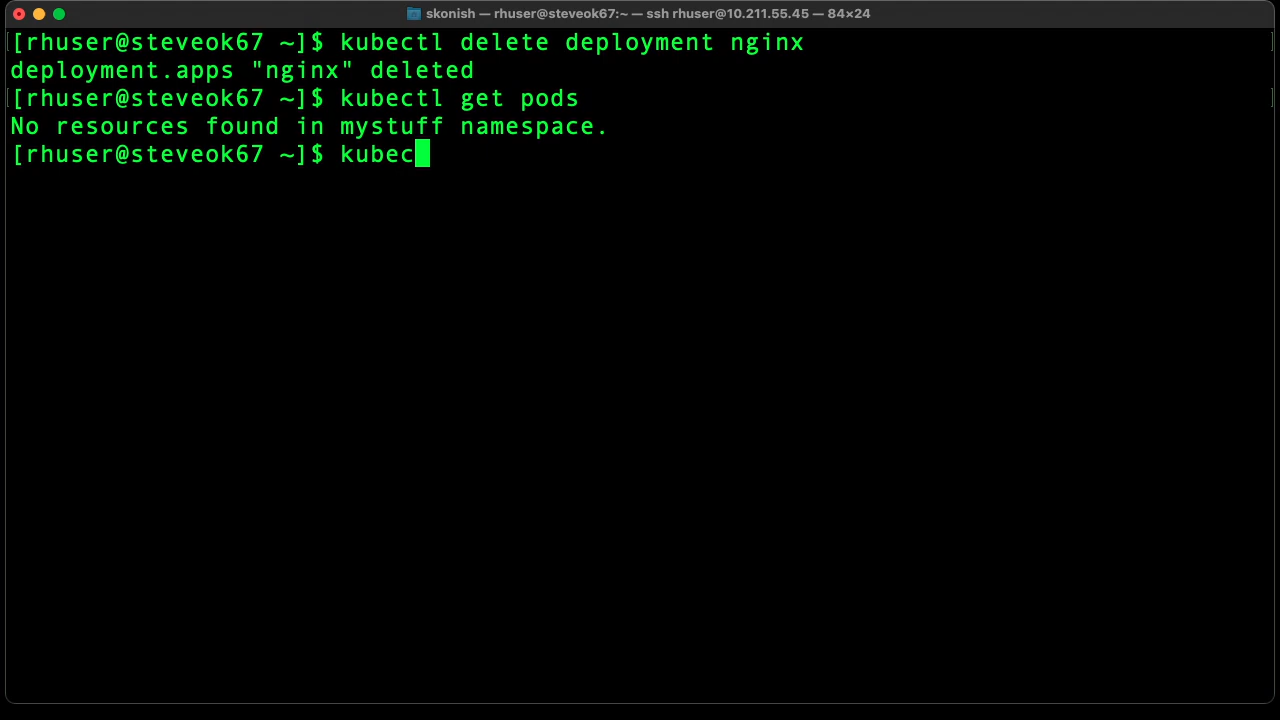 skonish — rhuser@steveok67:~ — ssh rhuser@10.211.55.45 — 84×24
[rhuser@steveok67 ~]$ kubectl delete deployment nginx
deployment.apps "nginx" deleted
[rhuser@steveok67 ~]$ kubectl get pods
No resources found in mystuff namespace.
[rhuser@steveok67 ~]$ kubec